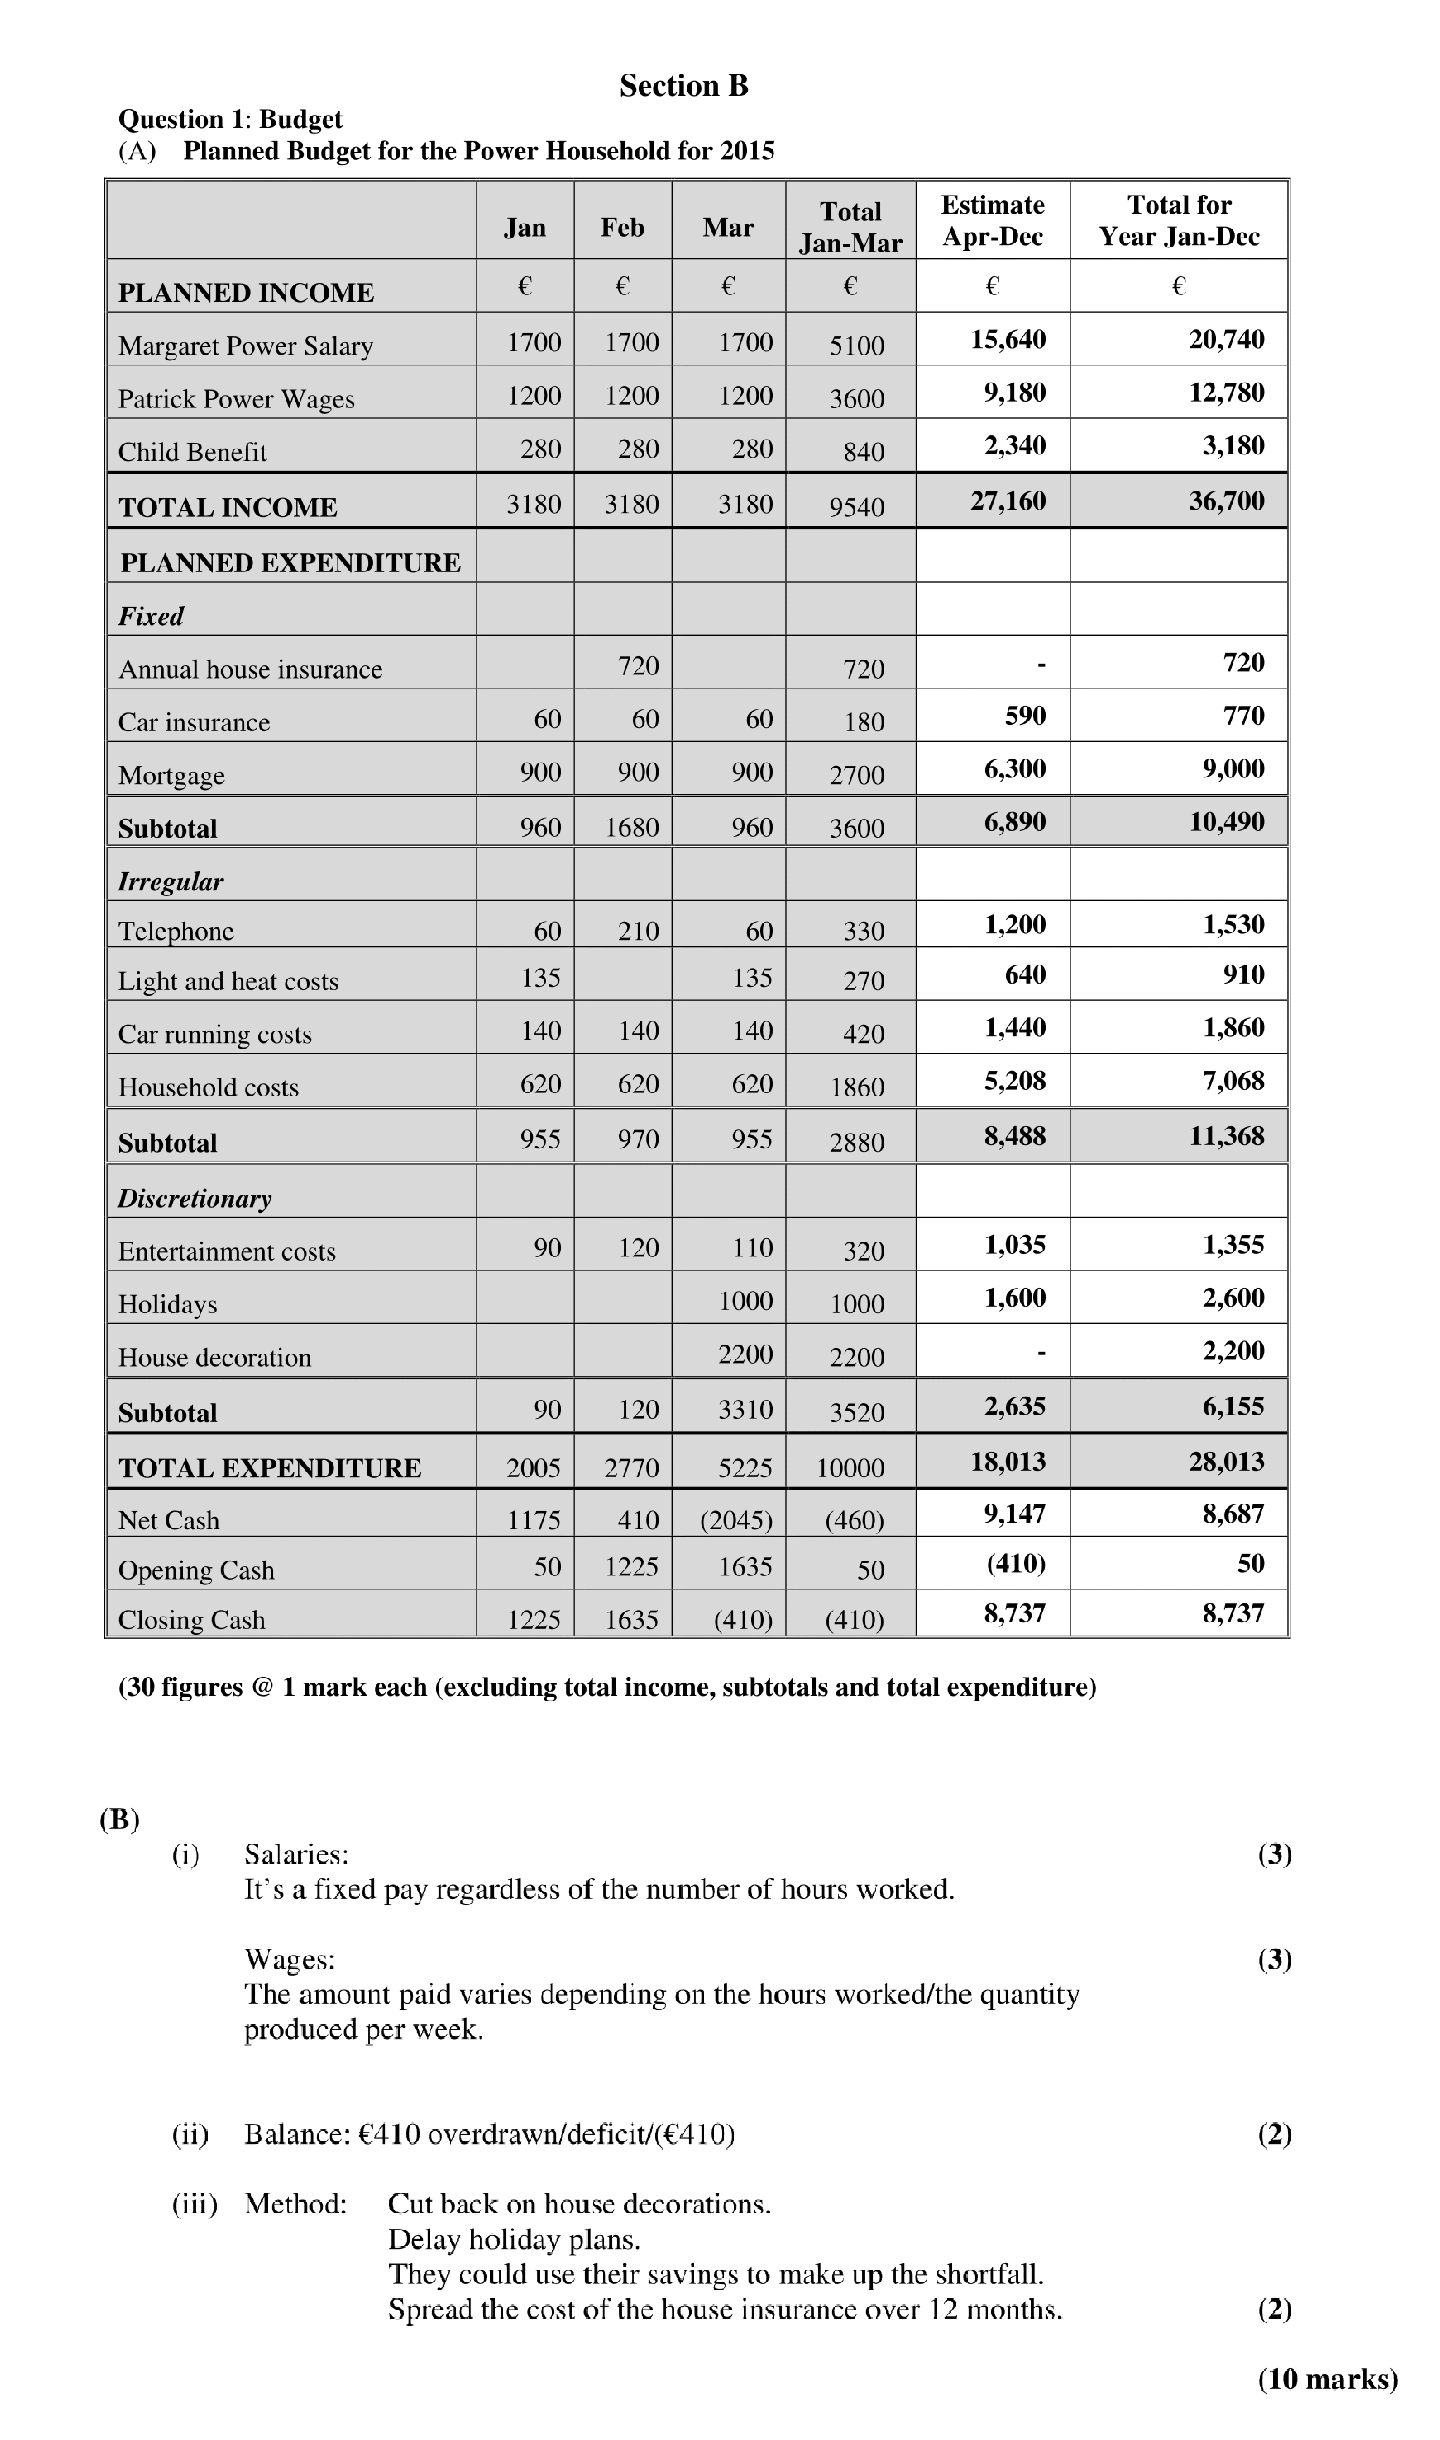 Section B
Question 1: Budget
(A) Planned Budget for the Power Household for 2015
Jan Feb Mar Total Jan-Mar Estimate Apr-Dec Total for Year Jan-Dec
PLANNED INCOME € € € € € €
Margaret Power Salary 1700 1700 1700 5100 15,640 20,740
Patrick Power Wages 1200 1200 1200 3600 9,180 12,780
Child Benefit 280 280 280 840 2,340 3,180
TOTAL INCOME 3180 3180 3180 9540 27,160 36,700
PLANNED EXPENDITURE
Fixed
Annual house insurance 720 720 - 720
Car insurance 60 60 60 180 590 770
Mortgage 900 900 900 2700 6,300 9,000
Subtotal 960 1680 960 3600 6,890 10,490
Irregular
Telephone 60 210 60 330 1,200 1,530
Light and heat costs 135 135 270 640 910
Car running costs 140 140 140 420 1,440 1,860
Household costs 620 620 620 1860 5,208 7,068
Subtotal 955 970 955 2880 8,488 11,368
Discretionary
Entertainment costs 90 120 110 320 1,035 1,355
Holidays 1000 1000 1,600 2,600
House decoration 2200 2200 - 2,200
Subtotal 90 120 3310 3520 2,635 6,155
TOTAL EXPENDITURE 2005 2770 5225 10000 18,013 28,013
Net Cash 1175 410 (2045) (460) 9,147 8,687
Opening Cash 50 1225 1635 50 (410) 50
Closing Cash 1225 1635 (410) (410) 8,737 8,737
(30 figures @ 1 mark each (excluding total income, subtotals and total expenditure)
(B)
(i) Salaries: (3)
It's a fixed pay regardless of the number of hours worked.
Wages: (3)
The amount paid varies depending on the hours worked/the quantity
produced per week.
(ii) Balance: €410 overdrawn/deficit/(€410) (2)
(iii) Method: Cut back on house decorations.
Delay holiday plans.
They could use their savings to make up the shortfall.
Spread the cost of the house insurance over 12 months. (2)
(10 marks)